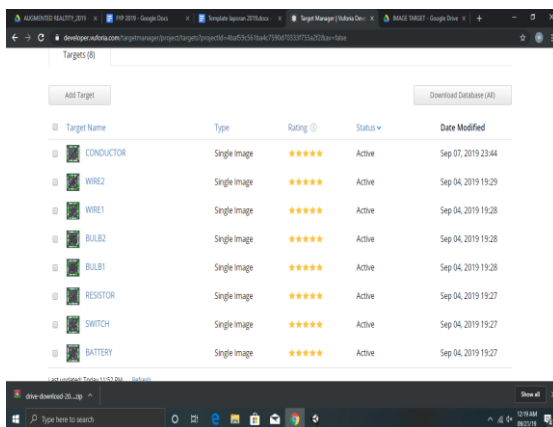 AUGMENTED REALTITY_2019
FYP 2019 - Google Docs
Template laporan 2019.docx
Target Manager | Vuforia Dev
IMAGE TARGET - Google Drive
developer.vuforia.com/targetmanager/project/targets?projectId=
Targets (8)
Add Target
Download Database (All)
Target Name Type Rating Status Date Modified
CONDUCTOR Single Image Active Sep 07, 2019 23:44
WIRE2 Single Image Active Sep 04, 2019 19:29
WIRE1 Single Image Active Sep 04, 2019 19:28
BULB2 Single Image Active Sep 04, 2019 19:28
BULB1 Single Image Active Sep 04, 2019 19:28
RESISTOR Single Image Active Sep 04, 2019 19:27
SWITCH Single Image Active Sep 04, 2019 19:27
BATTERY Single Image Active Sep 04, 2019 19:27
Last updated: Today 11:52 PM Refresh
drive-download-20....zip
Show all
Type here to search
12:19 AM
09/21/19